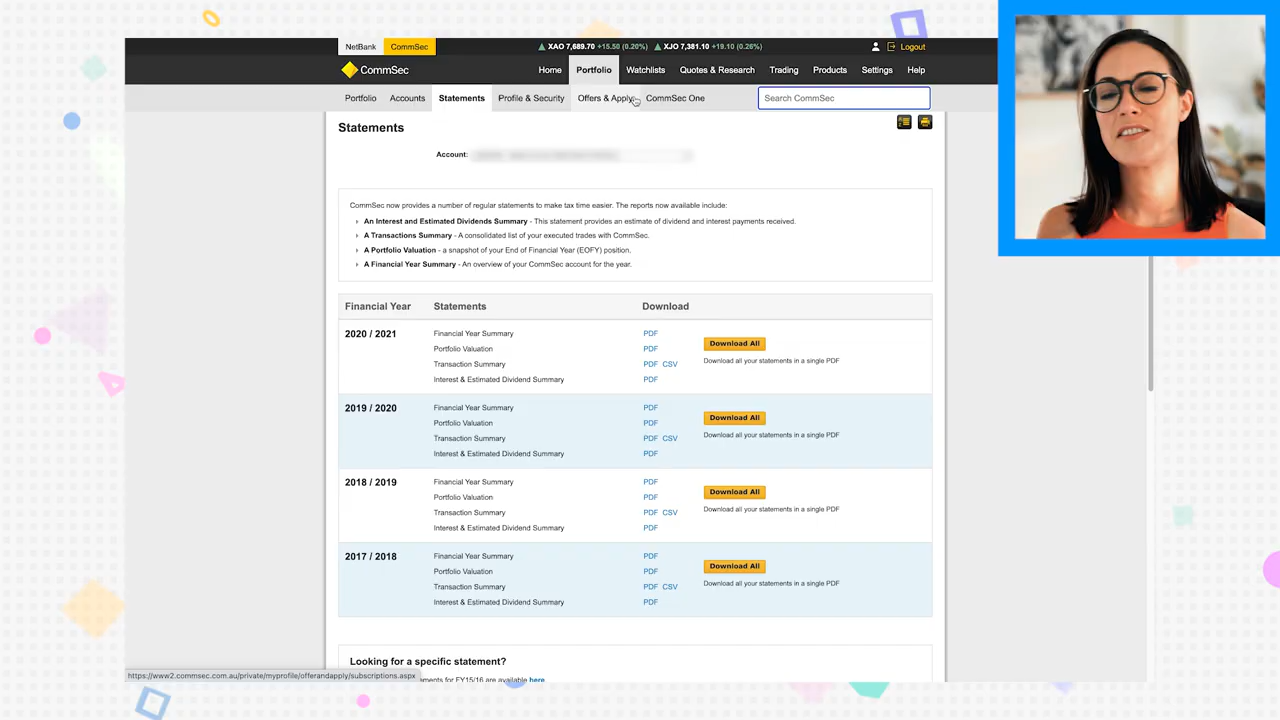 NetBank CommSec XAO 7,689.70 +15.50 (0.20%) XJO 7,381.10 +19.10 (0.26%) Logout
CommSec Home Portfolio Watchlists Quotes & Research Trading Products Settings Help
Portfolio Accounts Statements Profile & Security Offers & Apply CommSec One Search CommSec
Statements
Account:
CommSec now provides a number of regular statements to make tax time easier. The reports now available include:
An Interest and Estimated Dividends Summary - This statement provides an estimate of dividend and interest payments received.
A Transactions Summary - A consolidated list of your executed trades with CommSec.
A Portfolio Valuation - a snapshot of your End of Financial Year (EOFY) position.
A Financial Year Summary - An overview of your CommSec account for the year.
Financial Year Statements Download
2020 / 2021 Financial Year Summary PDF
Download All
Portfolio Valuation PDF
Download all your statements in a single PDF
Transaction Summary PDF CSV
Interest & Estimated Dividend Summary PDF
2019 / 2020 Financial Year Summary PDF
Download All
Portfolio Valuation PDF
Download all your statements in a single PDF
Transaction Summary PDF CSV
Interest & Estimated Dividend Summary PDF
2018 / 2019 Financial Year Summary PDF
Download All
Portfolio Valuation PDF
Download all your statements in a single PDF
Transaction Summary PDF CSV
Interest & Estimated Dividend Summary PDF
2017 / 2018 Financial Year Summary PDF
Download All
Portfolio Valuation PDF
Download all your statements in a single PDF
Transaction Summary PDF CSV
Interest & Estimated Dividend Summary PDF
Looking for a specific statement?
https://www2.commsec.com.au/private/myprofile/offerandapply/subscriptions.aspx
for FY15/16 are available here